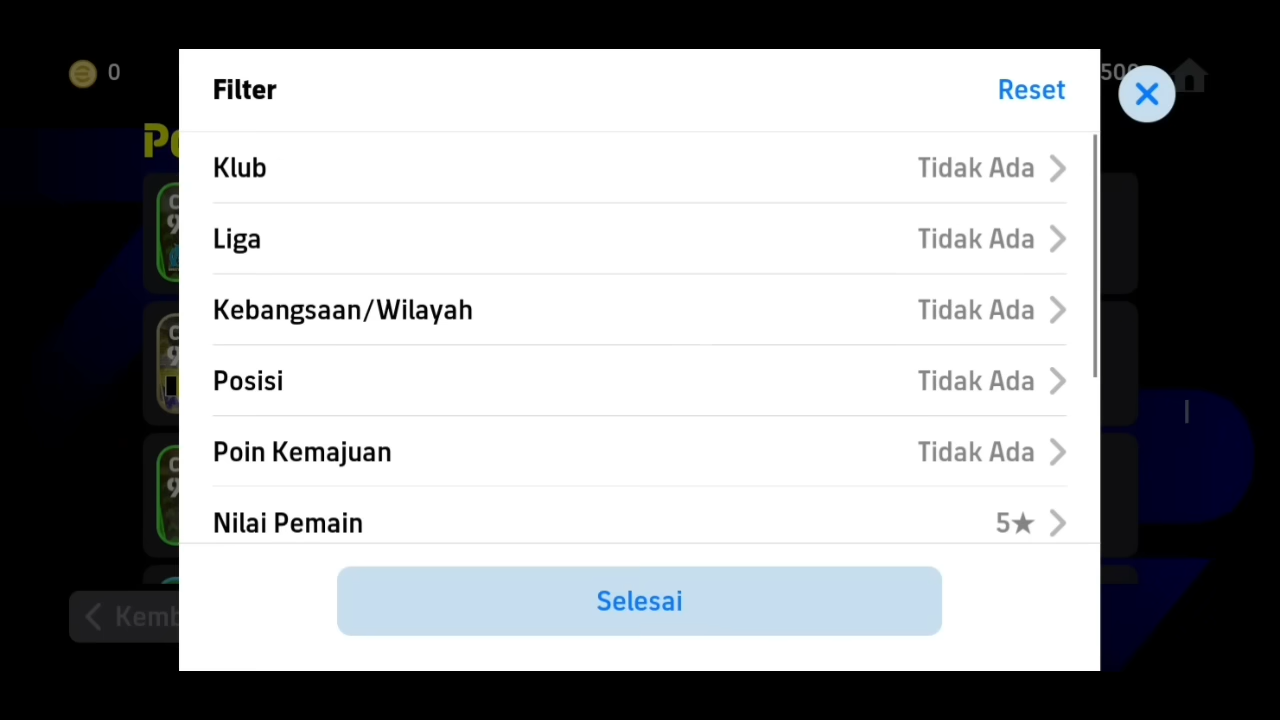 0
500
Filter
Reset
Klub
Tidak Ada
Liga
Tidak Ada
Kebangsaan/Wilayah
Tidak Ada
Posisi
Tidak Ada
Poin Kemajuan
Tidak Ada
Nilai Pemain
5★
Selesai